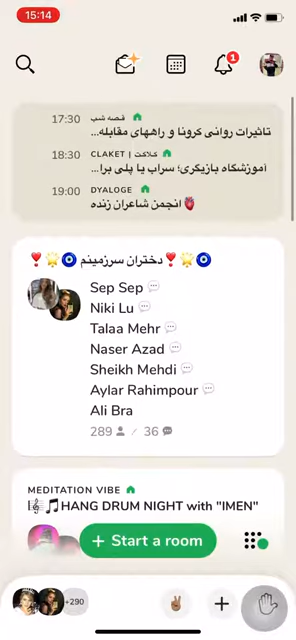 15:14
1
17:30 قصه شب
تاثیرات روانی کرونا و راههای مقابله...
18:30 CLAKET | کلاکت
آموزشگاه بازیگری؛ سراب یا پلی برا...
19:00 DYALOGE
🫀انجمن شاعران زنده
🧿🌟❣️دختران سرزمینم🧿🌟❣️
Sep Sep 💬
Niki Lu 💬
Talaa Mehr 💬
Naser Azad 💬
Sheikh Mehdi 💬
Aylar Rahimpour 💬
Ali Bra
289 / 36
MEDITATION VIBE
🎼🎵HANG DRUM NIGHT with "IMEN"
+ Start a room
+290